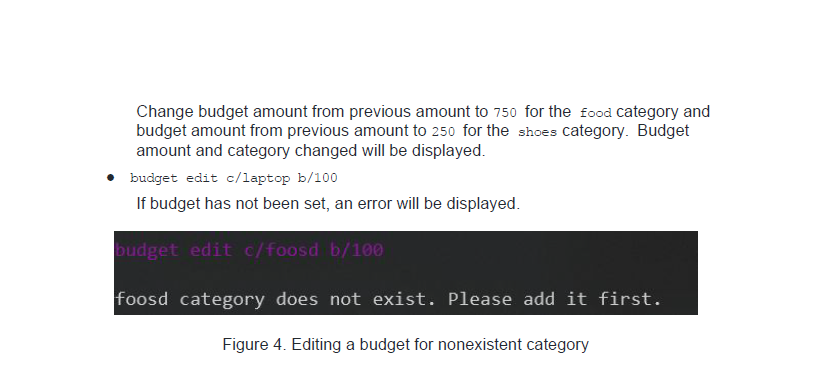 Change budget amount from previous amount to 750 for the food category and
budget amount from previous amount to 250 for the shoes category. Budget
amount and category changed will be displayed.
● budget edit c/laptop b/100
If budget has not been set, an error will be displayed.
budget edit c/foosd b/100
foosd category does not exist. Please add it first.
Figure 4. Editing a budget for nonexistent category